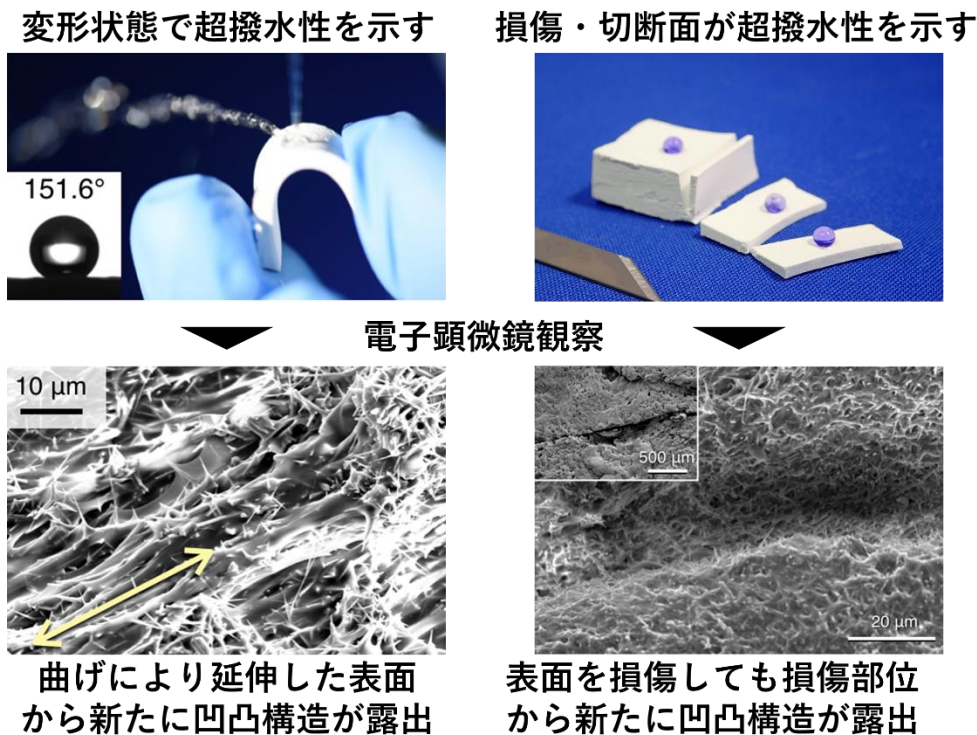 変形状態で超撥水性を示す
損傷・切断面が超撥水性を示す
151.6°
電子顕微鏡観察
10 μm
500 μm
20 μm
曲げにより延伸した表面
から新たに凹凸構造が露出
表面を損傷しても損傷部位
から新たに凹凸構造が露出